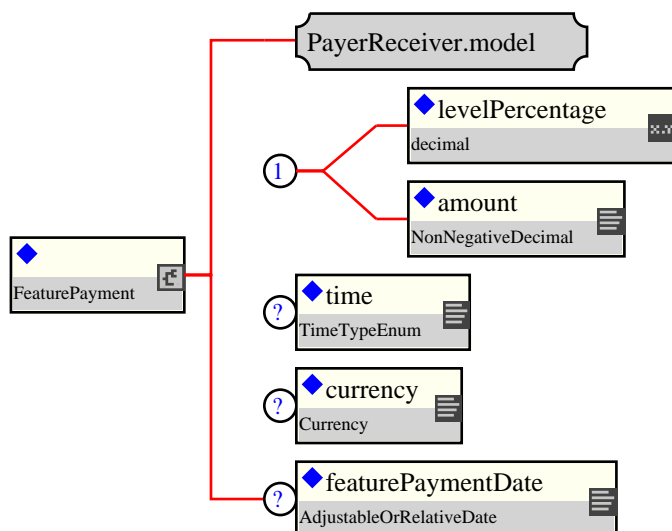 PayerReceiver.model
levelPercentage
decimal
x.y
1
amount
NonNegativeDecimal
FeaturePayment
?
time
TimeTypeEnum
?
currency
Currency
?
featurePaymentDate
AdjustableOrRelativeDate